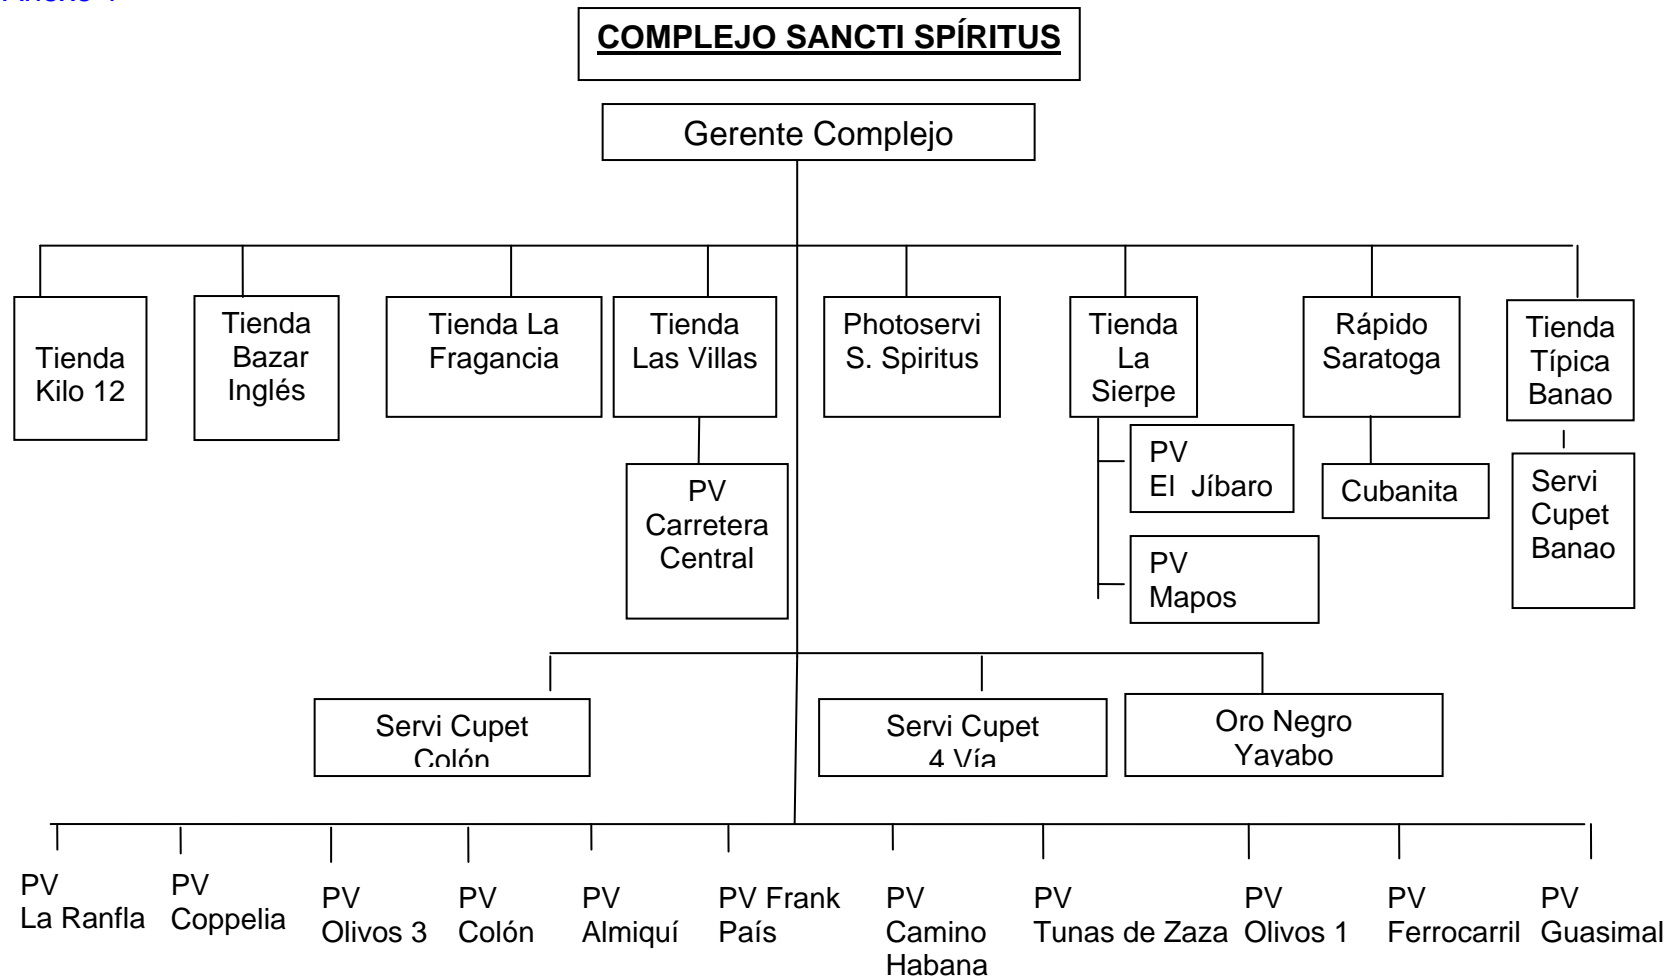 COMPLEJO SANCTI SPÍRITUS
Gerente Complejo
Tienda
Kilo 12
Tienda
Bazar
Inglés
Tienda La
Fragancia
Tienda
Las Villas
Photoservi
S. Spiritus
Tienda
La
Sierpe
Rápido
Saratoga
Tienda
Típica
Banao
PV
Carretera
Central
PV
El Jíbaro
PV
Mapos
Cubanita
Servi
Cupet
Banao
Servi Cupet
Colón
Servi Cupet
4 Vía
Oro Negro
Yayabo
PV
La Ranfla
PV
Coppelia
PV
Olivos 3
PV
Colón
PV
Almiquí
PV Frank
País
PV
Camino
Habana
PV
Tunas de Zaza
PV
Olivos 1
PV
Ferrocarril
PV
Guasimal